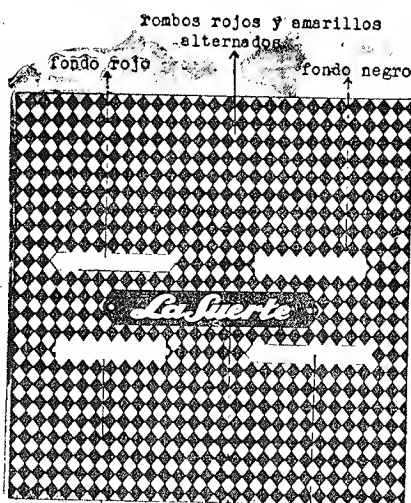 rombos rojos y amarillos
alternados
fondo rojo
fondo negro
La Suerte